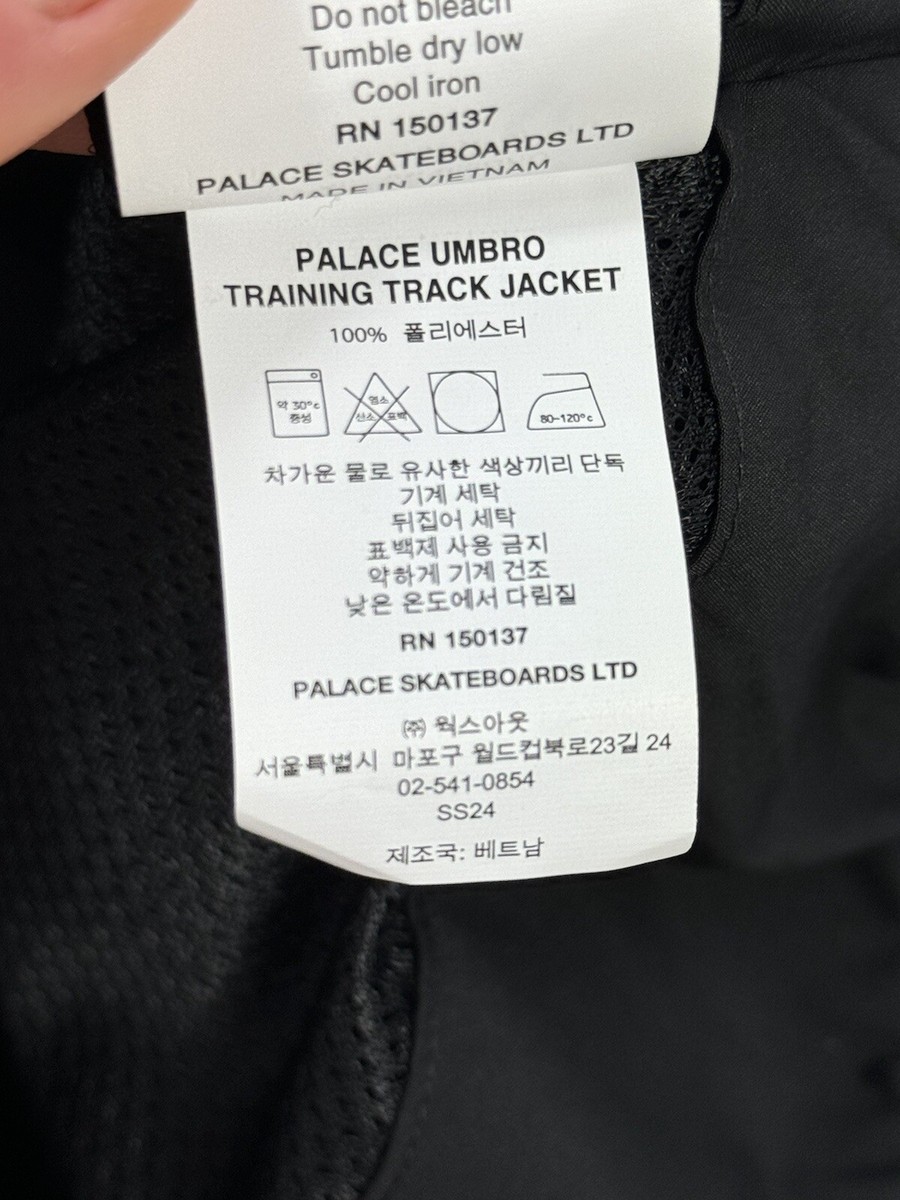 Do not bleach
Tumble dry low
Cool iron
RN 150137
PALACE SKATEBOARDS LTD
MADE IN VIETNAM
PALACE UMBRO
TRAINING TRACK JACKET
100% 폴리에스터
약 30°c
중성
염소
산소 표백
80~120°c
차가운 물로 유사한 색상끼리 단독
기계 세탁
뒤집어 세탁
표백제 사용 금지
약하게 기계 건조
낮은 온도에서 다림질
RN 150137
PALACE SKATEBOARDS LTD
㈜ 웍스아웃
서울특별시 마포구 월드컵북로23길 24
02-541-0854
SS24
제조국: 베트남